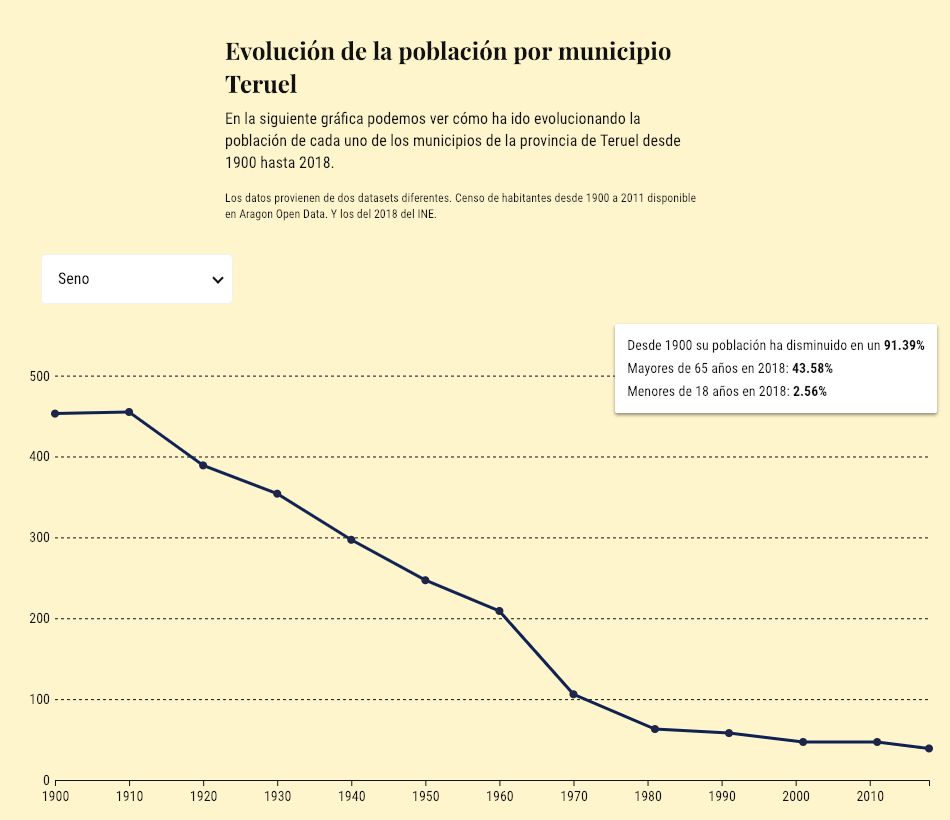 Evolución de la población por municipio
Teruel
En la siguiente gráfica podemos ver cómo ha ido evolucionando la
población de cada uno de los municipios de la provincia de Teruel desde
1900 hasta 2018.
Los datos provienen de dos datasets diferentes. Censo de habitantes desde 1900 a 2011 disponible
en Aragon Open Data. Y los del 2018 del INE.
Seno
Desde 1900 su población ha disminuido en un 91.39%
Mayores de 65 años en 2018: 43.58%
Menores de 18 años en 2018: 2.56%
500
400
300
200
100
0
1900 1910 1920 1930 1940 1950 1960 1970 1980 1990 2000 2010